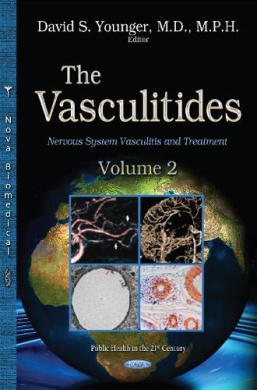 David S. Younger, M.D., M.P.H.
Editor
The
Vasculitides
Nervous System Vasculitis and Treatment
Volume 2
Nova Biomedical
Public Health in the 21st Century